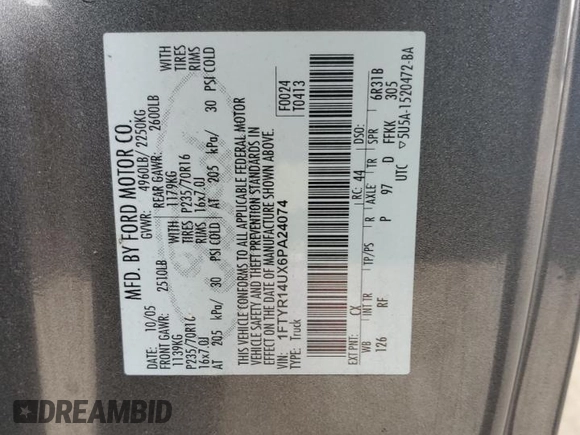 MFD. BY FORD MOTOR CO.
DATE: 10/05 GVWR: 4960LB/ 2250KG
FRONT GAWR: 2510LB REAR GAWR: 2600LB
1139KG WITH 1179KG WITH
P235/70R16 TIRES P235/70R16 TIRES
16x7.0J RIMS 16x7.0J RIMS
AT 205 kPa/ 30 PSI COLD AT 205 kPa/ 30 PSI COLD
THIS VEHICLE CONFORMS TO ALL APPLICABLE FEDERAL MOTOR
VEHICLE SAFETY AND THEFT PREVENTION STANDARDS IN
EFFECT ON THE DATE OF MANUFACTURE SHOWN ABOVE.
VIN: 1FTYR14UX6PA24074 F0024
TYPE: Truck T0413
EXT PNT: CX RC: 44 DSO:
WB INT TR TP/PS R AXLE TR SPR
126 RF P 97 D FFKK 6R31B
305
UTC ▽5U5A-1520472-BA
DREAMBID